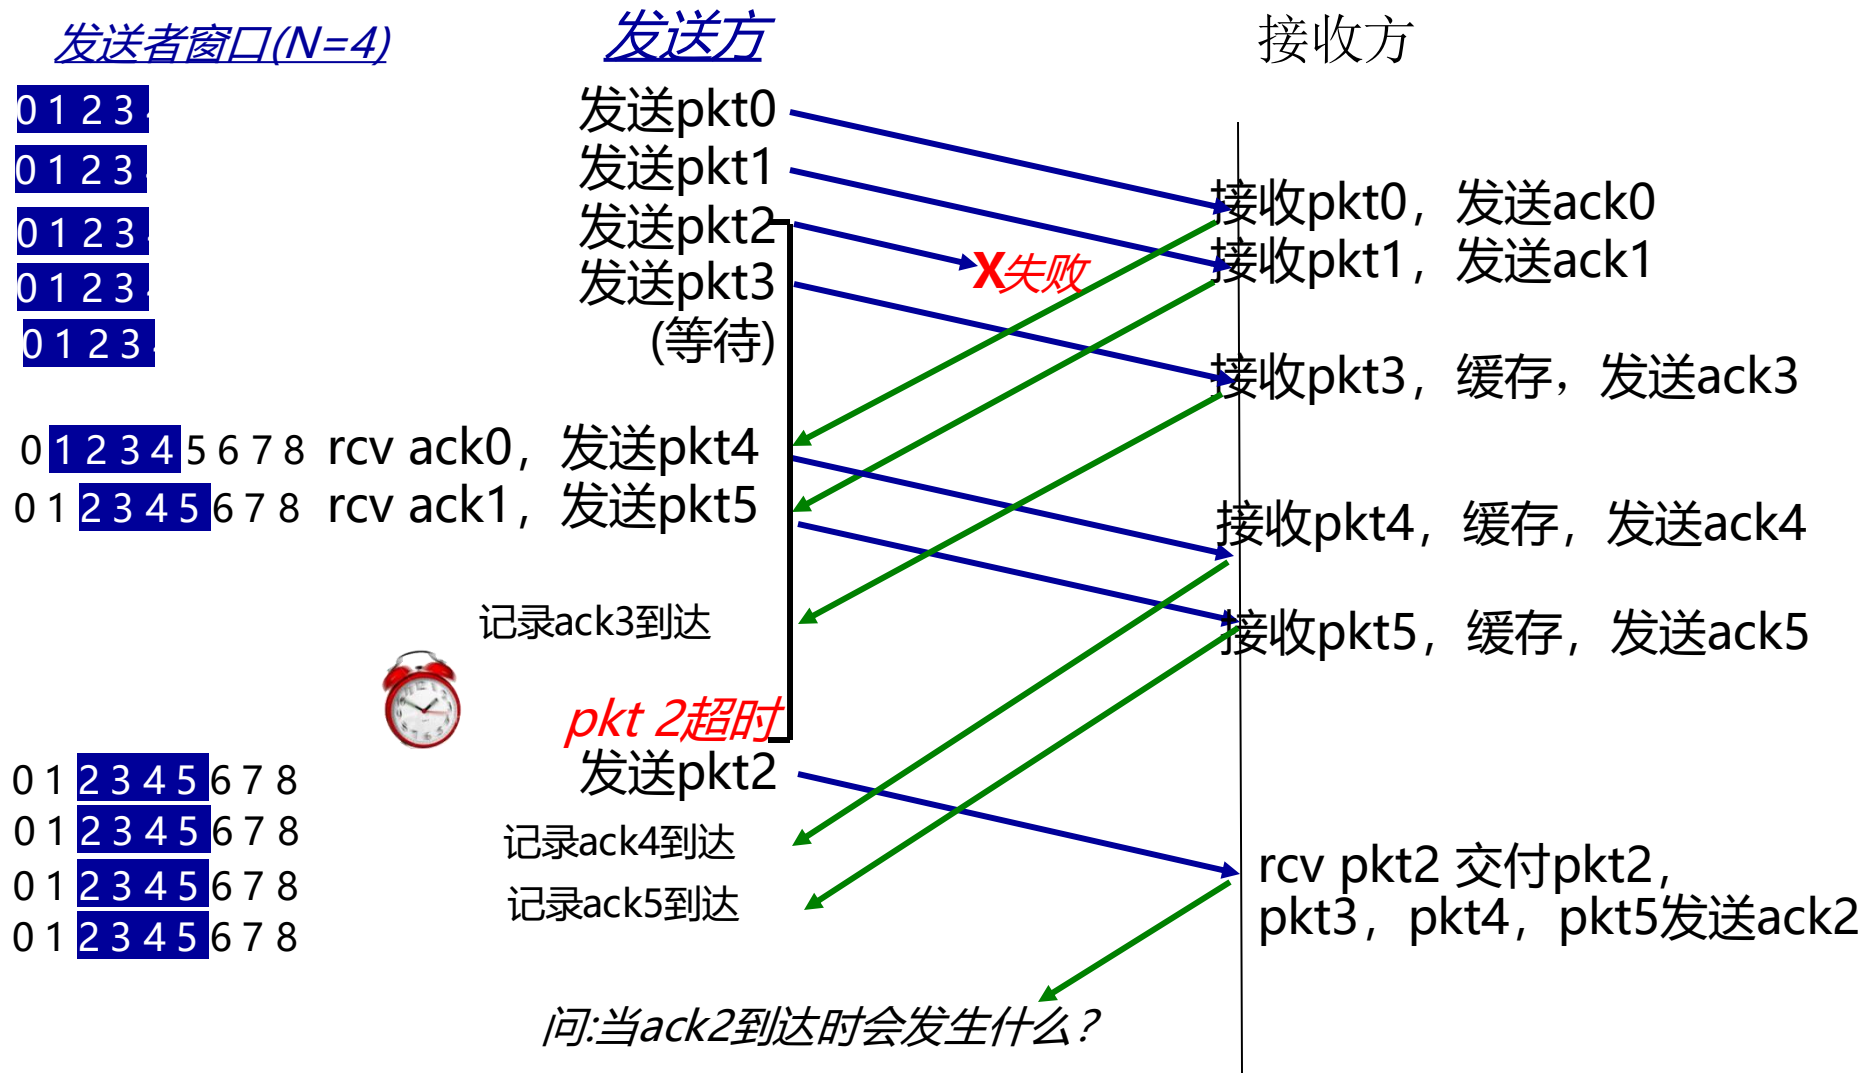 发送者窗口(N=4)
发送方
接收方
0 1 2 3
发送pkt0
0 1 2 3
发送pkt1
接收pkt0，发送ack0
0 1 2 3
发送pkt2
X失败
接收pkt1，发送ack1
0 1 2 3
发送pkt3
0 1 2 3
(等待)
接收pkt3，缓存，发送ack3
0 1 2 3 4 5 6 7 8 rcv ack0，发送pkt4
0 1 2 3 4 5 6 7 8 rcv ack1，发送pkt5
接收pkt4，缓存，发送ack4
记录ack3到达
接收pkt5，缓存，发送ack5
pkt 2超时
0 1 2 3 4 5 6 7 8
发送pkt2
0 1 2 3 4 5 6 7 8
记录ack4到达
0 1 2 3 4 5 6 7 8
记录ack5到达
0 1 2 3 4 5 6 7 8
rcv pkt2 交付pkt2，
pkt3，pkt4，pkt5发送ack2
问:当ack2到达时会发生什么？